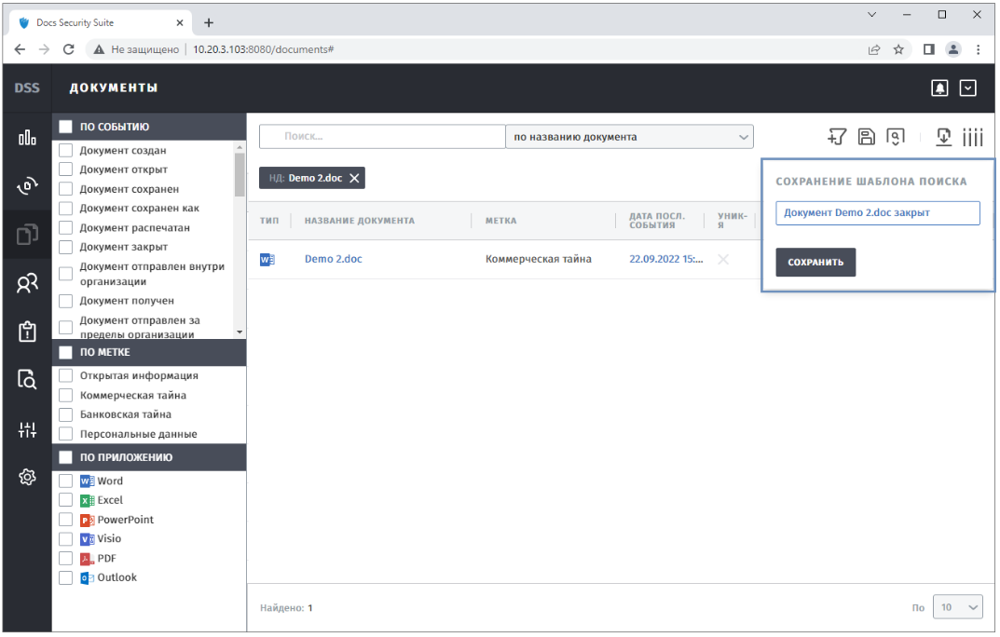 Docs Security Suite
Не защищено
10.20.3.103:8080/documents#
DSS
ДОКУМЕНТЫ
ПО СОБЫТИЮ
Документ создан
Документ открыт
Документ сохранен
Документ сохранен как
Документ распечатан
Документ закрыт
Документ отправлен внутри
организации
Документ получен
Документ отправлен за
пределы организации
ПО МЕТКЕ
Открытая информация
Коммерческая тайна
Банковская тайна
Персональные данные
ПО ПРИЛОЖЕНИЮ
Word
Excel
PowerPoint
Visio
PDF
Outlook
Поиск...
по названию документа
НД: Demo 2.doc
ТИП
НАЗВАНИЕ ДОКУМЕНТА
МЕТКА
ДАТА ПОСЛ.
СОБЫТИЯ
УНИК-
Я
Demo 2.doc
Коммерческая тайна
22.09.2022 15:...
СОХРАНЕНИЕ ШАБЛОНА ПОИСКА
Документ Demo 2.doc закрыт
СОХРАНИТЬ
Найдено: 1
По
10